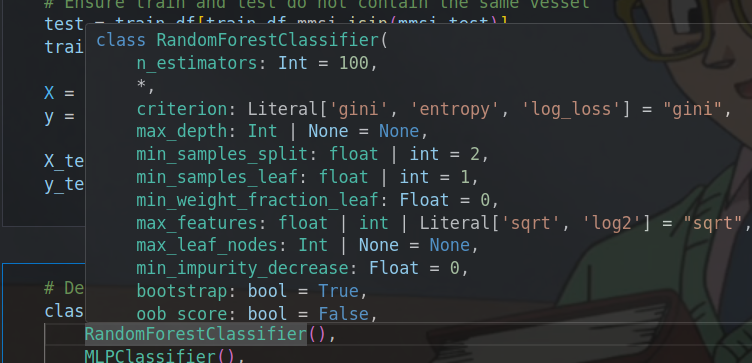 # Ensure train and test do not contain the same vessel
test = train_df[train_df.mmsi.isin(mmsi_test)]
trai
X =
y =
X_te
y_te
class RandomForestClassifier(
n_estimators: Int = 100,
*,
criterion: Literal['gini', 'entropy', 'log_loss'] = "gini",
max_depth: Int | None = None,
min_samples_split: float | int = 2,
min_samples_leaf: float | int = 1,
min_weight_fraction_leaf: Float = 0,
max_features: float | int | Literal['sqrt', 'log2'] = "sqrt",
max_leaf_nodes: Int | None = None,
min_impurity_decrease: Float = 0,
bootstrap: bool = True,
oob_score: bool = False,
# De
clas
RandomForestClassifier(),
MLPClassifier(),